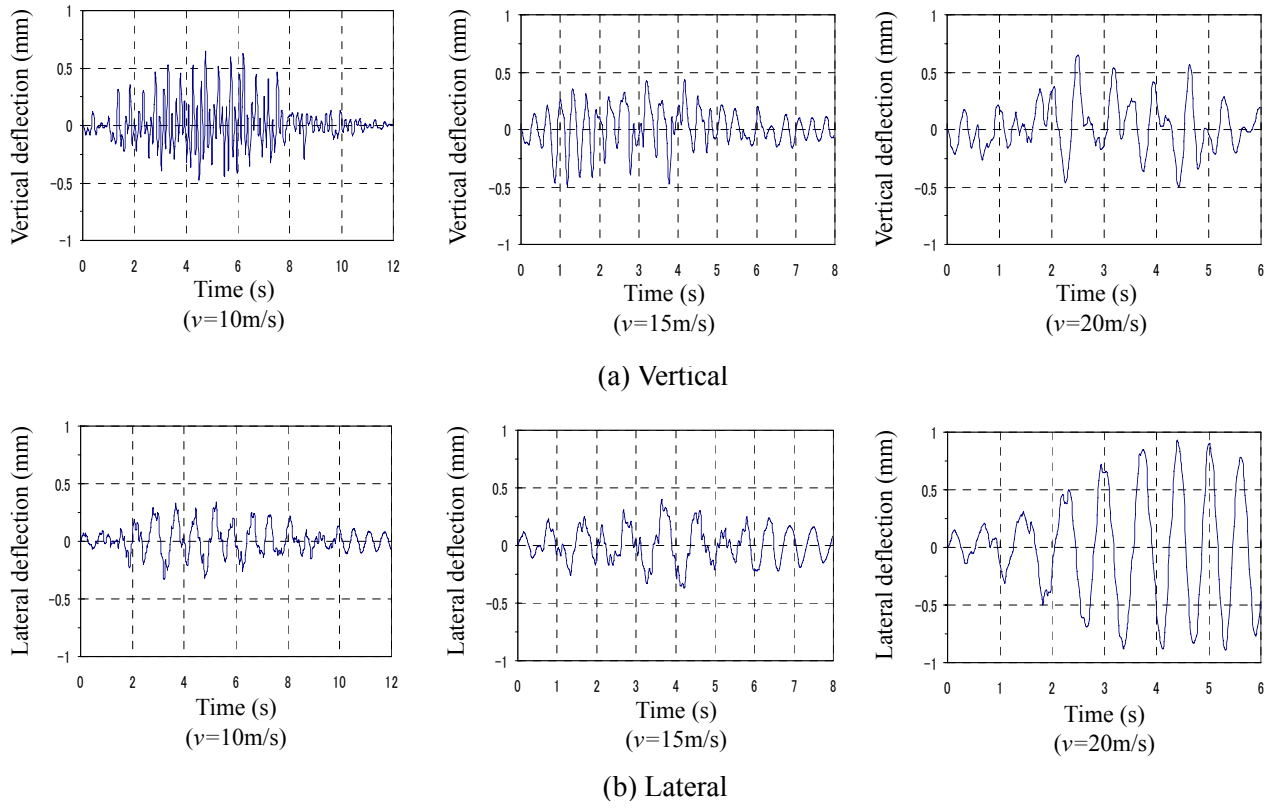 Vertical deflection (mm)
1
0.5
0
-0.5
-1
0 2 4 6 8 10 12
Time (s)
(v=10m/s)
Vertical deflection (mm)
1
0.5
0
-0.5
-1
0 1 2 3 4 5 6 7 8
Time (s)
(v=15m/s)
Vertical deflection (mm)
1
0.5
0
-0.5
-1
0 1 2 3 4 5 6
Time (s)
(v=20m/s)
(a) Vertical
Lateral deflection (mm)
1
0.5
0
-0.5
-1
0 2 4 6 8 10 12
Time (s)
(v=10m/s)
Lateral deflection (mm)
1
0.5
0
-0.5
-1
0 1 2 3 4 5 6 7 8
Time (s)
(v=15m/s)
Lateral deflection (mm)
1
0.5
0
-0.5
-1
0 1 2 3 4 5 6
Time (s)
(v=20m/s)
(b) Lateral